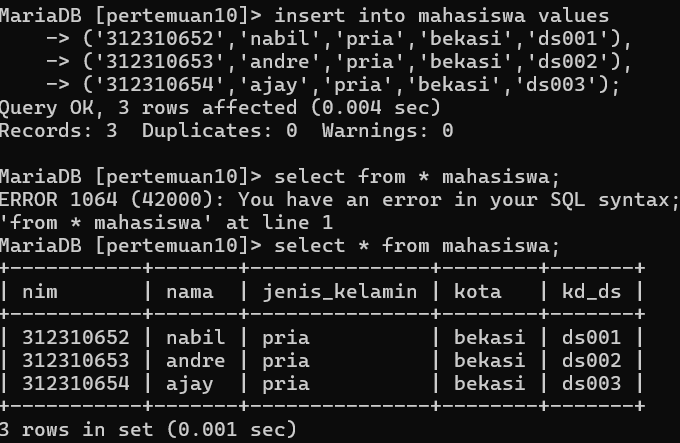 MariaDB [pertemuan10]> insert into mahasiswa values
    -> ('312310652','nabil','pria','bekasi','ds001'),
    -> ('312310653','andre','pria','bekasi','ds002'),
    -> ('312310654','ajay','pria','bekasi','ds003');
Query OK, 3 rows affected (0.004 sec)
Records: 3  Duplicates: 0  Warnings: 0

MariaDB [pertemuan10]> select from * mahasiswa;
ERROR 1064 (42000): You have an error in your SQL syntax;
'from * mahasiswa' at line 1
MariaDB [pertemuan10]> select * from mahasiswa;
+-----------+-------+---------------+--------+-------+
| nim       | nama  | jenis_kelamin | kota   | kd_ds |
+-----------+-------+---------------+--------+-------+
| 312310652 | nabil | pria          | bekasi | ds001 |
| 312310653 | andre | pria          | bekasi | ds002 |
| 312310654 | ajay  | pria          | bekasi | ds003 |
+-----------+-------+---------------+--------+-------+
3 rows in set (0.001 sec)